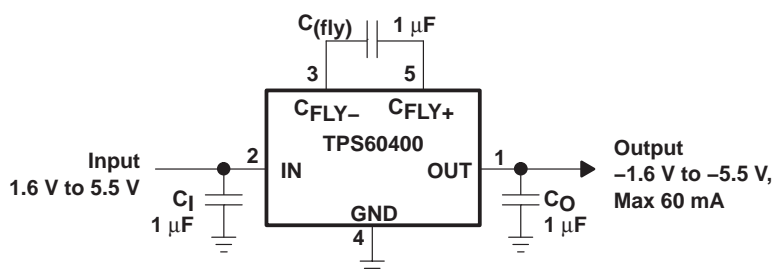 C(fly) 1 μF
3 5
CFLY– CFLY+
TPS60400
Input
1.6 V to 5.5 V
2
IN
OUT
1
Output
–1.6 V to –5.5 V,
Max 60 mA
CI
1 μF
GND
4
CO
1 μF